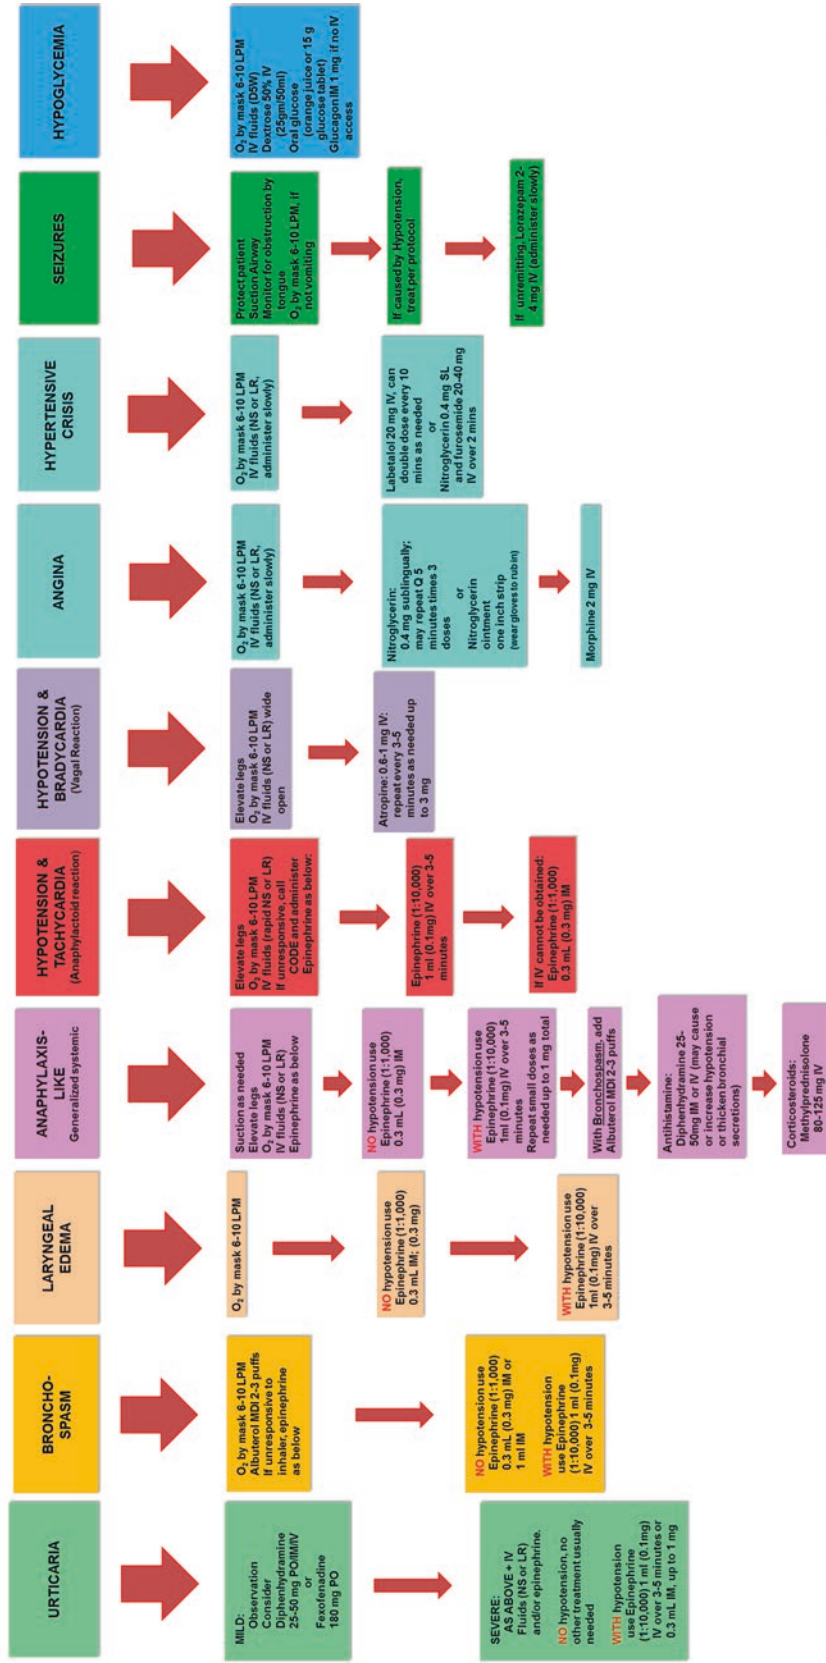 URTICARIA
MILD:
Observation
Consider
Diphenhydramine
25-50 mg PO/IM/IV
or
Fexofenadine
180 mg PO
SEVERE:
AS ABOVE + IV
Fluids (NS or LR)
and/or epinephrine.
NO hypotension, no
other treatment usually
needed
WITH hypotension
use Epinephrine
(1:10,000) 1 ml (0.1mg)
IV over 3-5 minutes or
0.3 mL IM, up to 1 mg
BRONCHO-
SPASM
O₂ by mask 6-10 LPM
Albuterol MDI 2-3 puffs
If unresponsive to
inhaler, epinephrine
as below
NO hypotension use
Epinephrine (1:1,000)
0.3 mL (0.3 mg) IM or
1 ml IM
WITH hypotension
use Epinephrine
(1:10,000) 1 ml (0.1mg)
IV over 3-5 minutes
LARYNGEAL
EDEMA
O₂ by mask 6-10 LPM
NO hypotension use
Epinephrine (1:1,000)
0.3 mL IM; (0.3 mg)
WITH hypotension use
Epinephrine (1:10,000)
1ml (0.1mg) IV over
3-5 minutes
ANAPHYLAXIS-
LIKE
Generalized systemic
Suction as needed
Elevate legs
O₂ by mask 6-10 LPM
IV fluids (NS or LR)
Epinephrine as below
NO hypotension use
Epinephrine (1:1,000)
0.3 mL (0.3 mg) IM
WITH hypotension use
Epinephrine (1:10,000)
1ml (0.1mg) IV over 3-5
minutes
Repeat small doses as
needed up to 1 mg total
With Bronchospasm, add
Albuterol MDI 2-3 puffs
Antihistamine:
Diphenhydramine 25-
50mg IM or IV (may cause
or increase hypotension
or thicken bronchial
secretions)
Corticosteroids:
Methylprednisolone
80-125 mg IV
HYPOTENSION &
TACHYCARDIA
(Anaphylactoid reaction)
Elevate legs
O₂ by mask 6-10 LPM
IV fluids (rapid NS or LR)
If unresponsive, call
CODE and administer
Epinephrine as below:
Epinephrine (1:10,000)
1 ml (0.1mg) IV over 3-5
minutes
If IV cannot be obtained:
Epinephrine (1:1,000)
0.3 mL (0.3 mg) IM
HYPOTENSION &
BRADYCARDIA
(Vagal Reaction)
Elevate legs
O₂ by mask 6-10 LPM
IV fluids (NS or LR) wide
open
Atropine: 0.6-1 mg IV:
repeat every 3-5
minutes as needed up
to 3 mg
ANGINA
O₂ by mask 6-10 LPM
IV fluids (NS or LR,
administer slowly)
Nitroglycerin:
0.4 mg sublingually;
may repeat Q 5
minutes times 3
doses
or
Nitroglycerin
ointment
one inch strip
(wear gloves to rubin)
Morphine 2 mg IV
HYPERTENSIVE
CRISIS
O₂ by mask 6-10 LPM
IV fluids (NS or LR,
administer slowly)
Labetalol 20 mg IV, can
double dose every 10
mins as needed
or
Nitroglycerin 0.4 mg SL
and furosemide 20-40 mg
IV over 2 mins
SEIZURES
Protect patient
Suction Airway
Monitor for obstruction by
tongue
O₂ by mask 6-10 LPM, if
not vomiting
If caused by Hypotension,
treat per protocol
If unremitting, Lorazepam 2-
4 mg IV (administer slowly)
HYPOGLYCEMIA
O₂ by mask 6-10 LPM
IV fluids (D5W)
Dextrose 50% IV
(25gm/50ml)
Oral glucose
(orange juice or 15 g
glucose tablet)
Glucagon IM 1 mg, if no IV
access